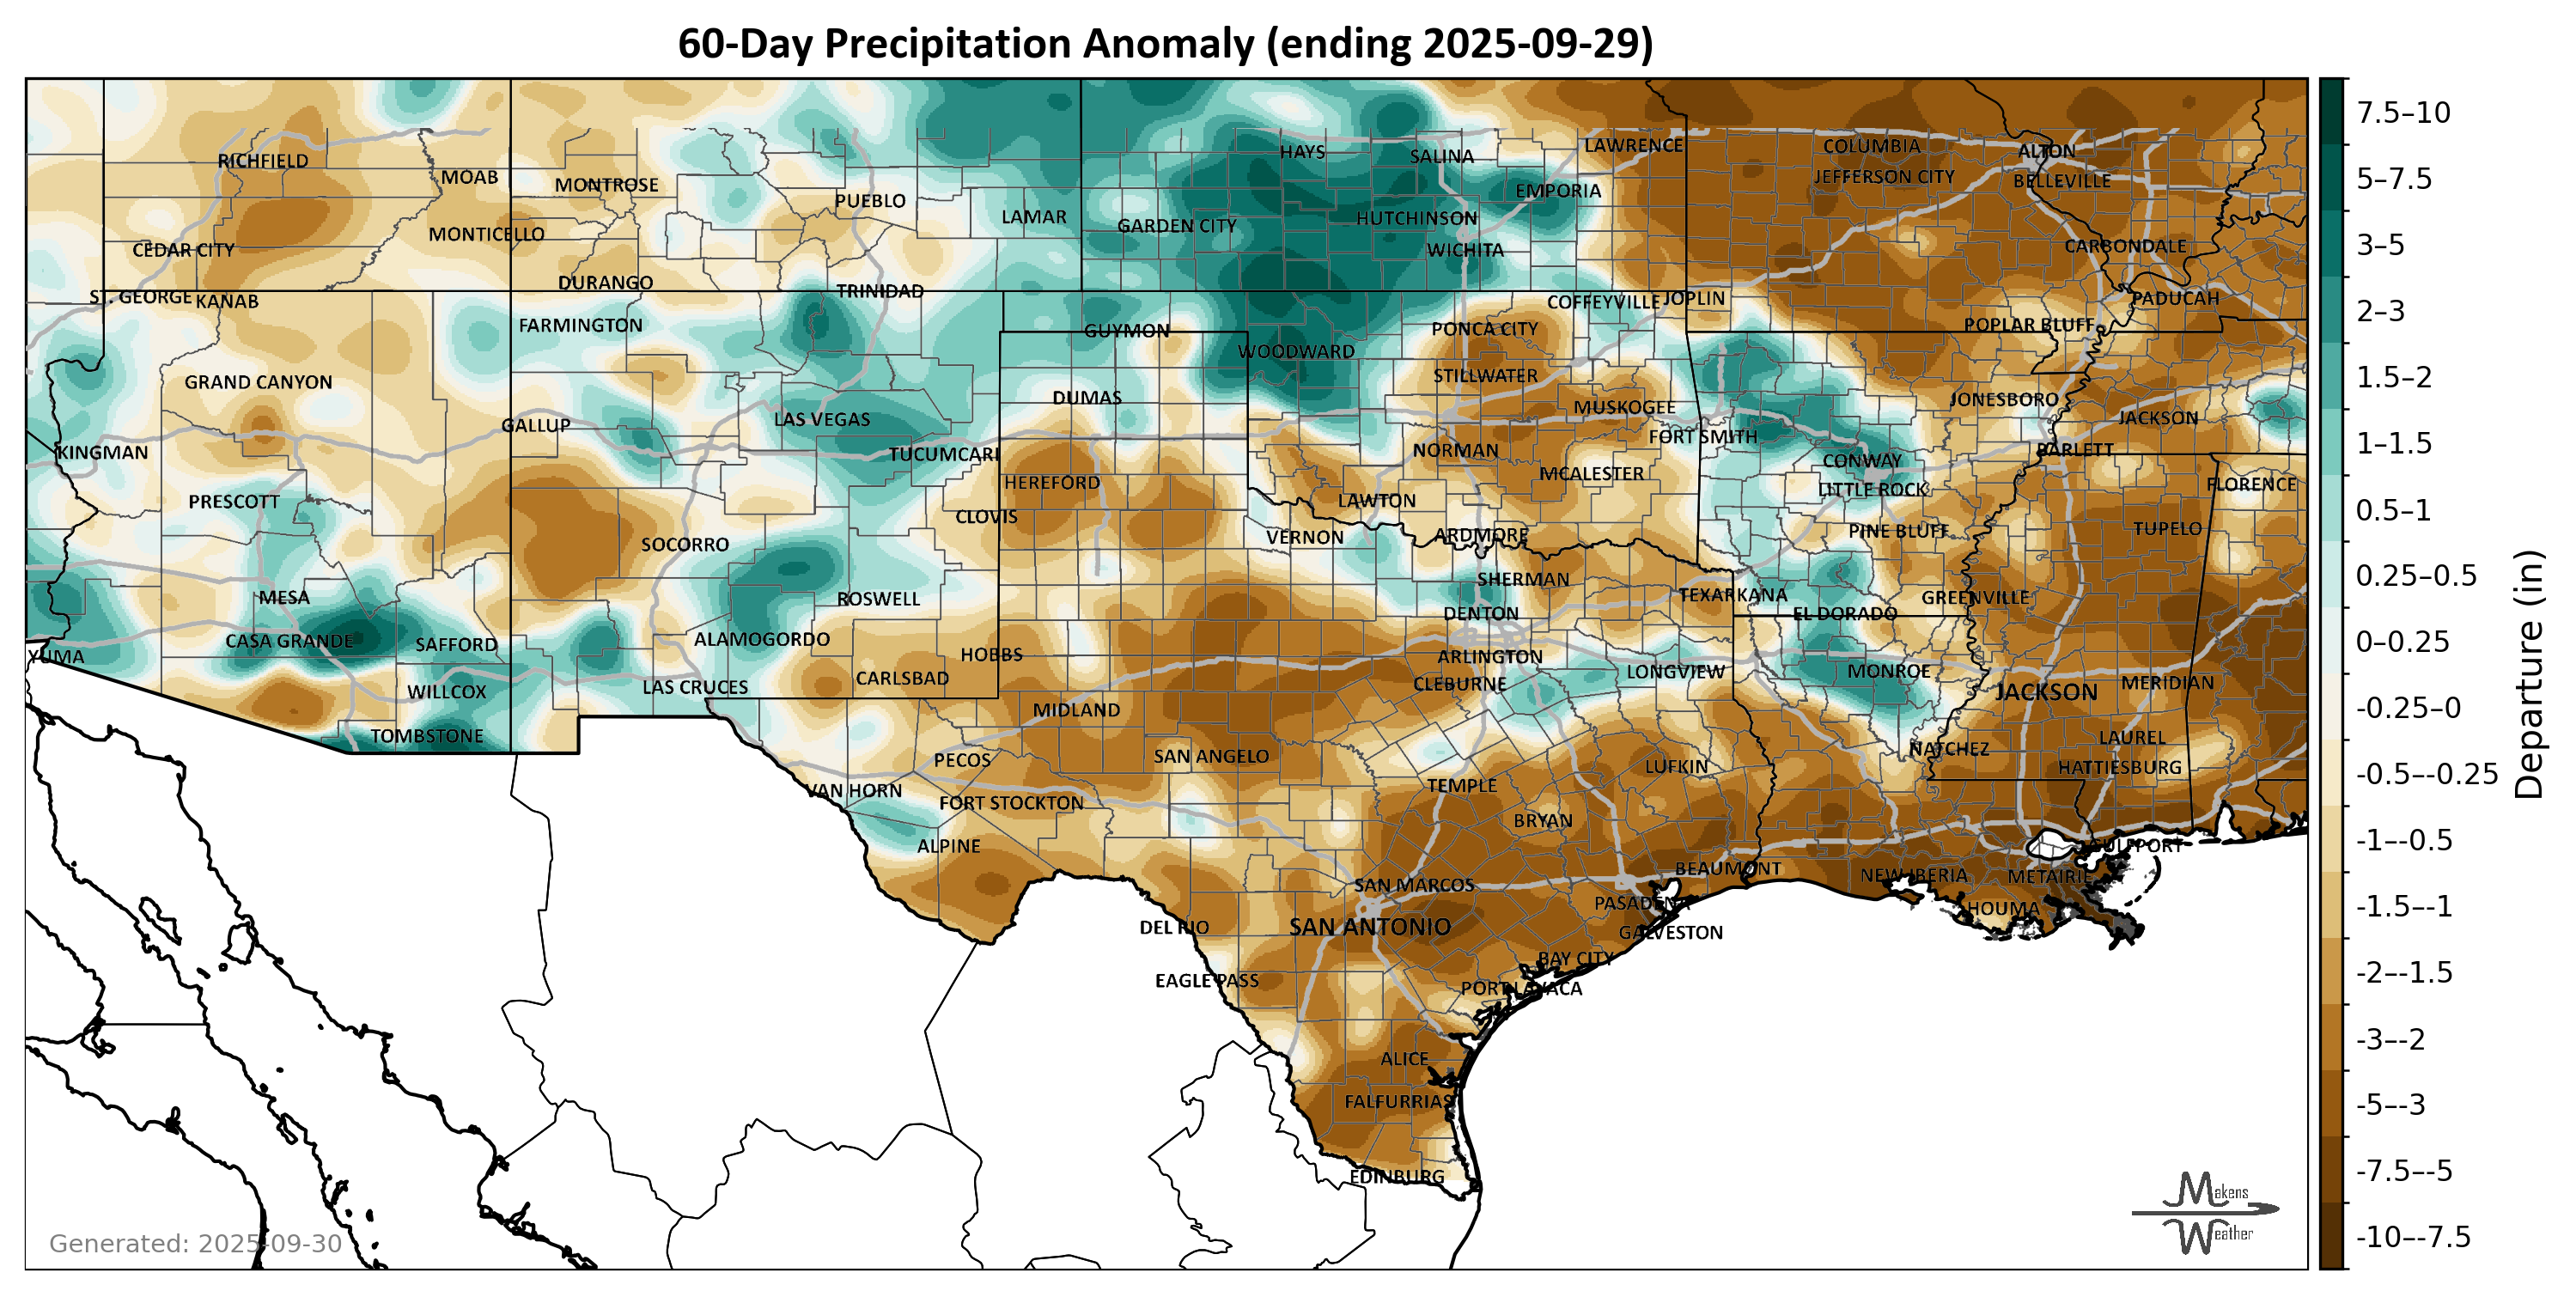 60-Day Precipitation Anomaly (ending 2025-09-29)
HAYS
SALINA
LAWRENCE
COLUMBIA
ALTON
RICHFIELD
MOAB
MONTROSE
PUEBLO
EMPORIA
JEFFERSON CITY
BELLEVILLE
LAMAR
GARDEN CITY
HUTCHINSON
MONTICELLO
CEDAR CITY
WICHITA
CARBONDALE
DURANGO
TRINIDAD
ST. GEORGE
KANAB
COFFEYVILLE
JOPLIN
PADUCAH
FARMINGTON
GUYMON
PONCA CITY
POPLAR BLUFF
WOODWARD
GRAND CANYON
STILLWATER
DUMAS
MUSKOGEE
JONESBORO
GALLUP
LAS VEGAS
JACKSON
FORT SMITH
KINGMAN
TUCUMCARI
NORMAN
BARLETT
CONWAY
HEREFORD
MCALESTER
LITTLE ROCK
FLORENCE
PRESCOTT
LAWTON
CLOVIS
VERNON
ARDMORE
PINE BLUFF
TUPELO
SOCORRO
SHERMAN
MESA
ROSWELL
TEXARKANA
GREENVILLE
DENTON
EL DORADO
CASA GRANDE
SAFFORD
ALAMOGORDO
YUMA
HOBBS
ARLINGTON
LONGVIEW
MONROE
CARLSBAD
CLEBURNE
MERIDIAN
WILLCOX
LAS CRUCES
JACKSON
MIDLAND
TOMBSTONE
LAUREL
NATCHEZ
PECOS
SAN ANGELO
LUFKIN
HATTIESBURG
VAN HORN
FORT STOCKTON
TEMPLE
BRYAN
ALPINE
GULFPORT
BEAUMONT
NEW IBERIA
METAIRIE
SAN MARCOS
PASADENA
HOUMA
DEL RIO
SAN ANTONIO
GALVESTON
BAY CITY
EAGLE PASS
PORT LAVACA
ALICE
FALFURRIAS
EDINBURG
Generated: 2025-09-30
Makens
Weather
7.5–10
5–7.5
3–5
2–3
1.5–2
1–1.5
0.5–1
0.25–0.5
0–0.25
-0.25–0
-0.5–-0.25
-1–-0.5
-1.5–-1
-2–-1.5
-3–-2
-5–-3
-7.5–-5
-10–-7.5
Departure (in)